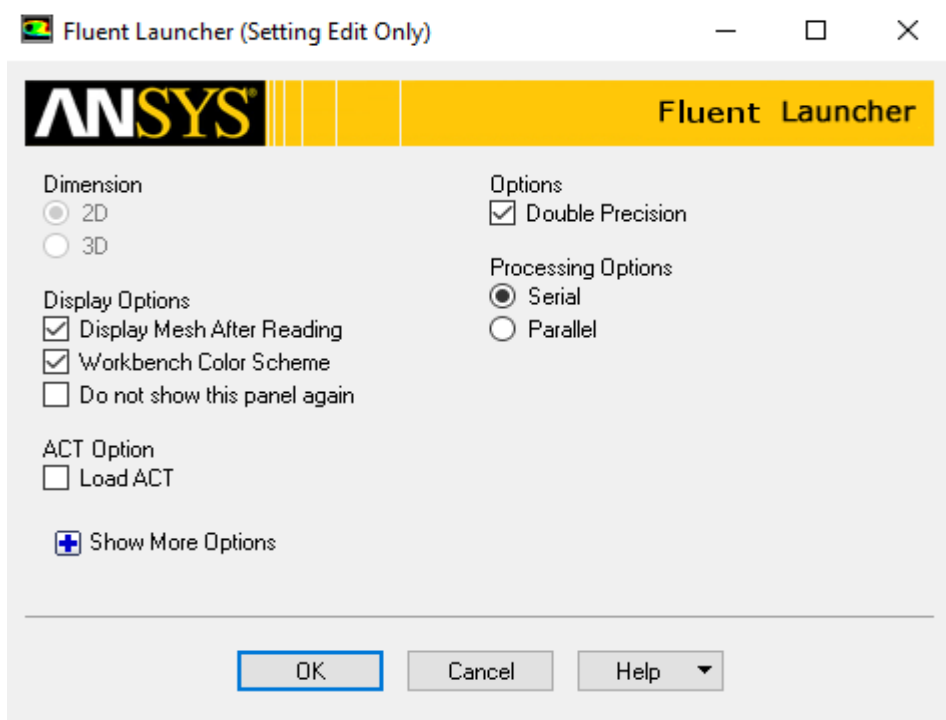 Fluent Launcher (Setting Edit Only)
ANSYS®
Fluent Launcher
Dimension
2D
3D
Display Options
Display Mesh After Reading
Workbench Color Scheme
Do not show this panel again
ACT Option
Load ACT
Show More Options
Options
Double Precision
Processing Options
Serial
Parallel
OK
Cancel
Help